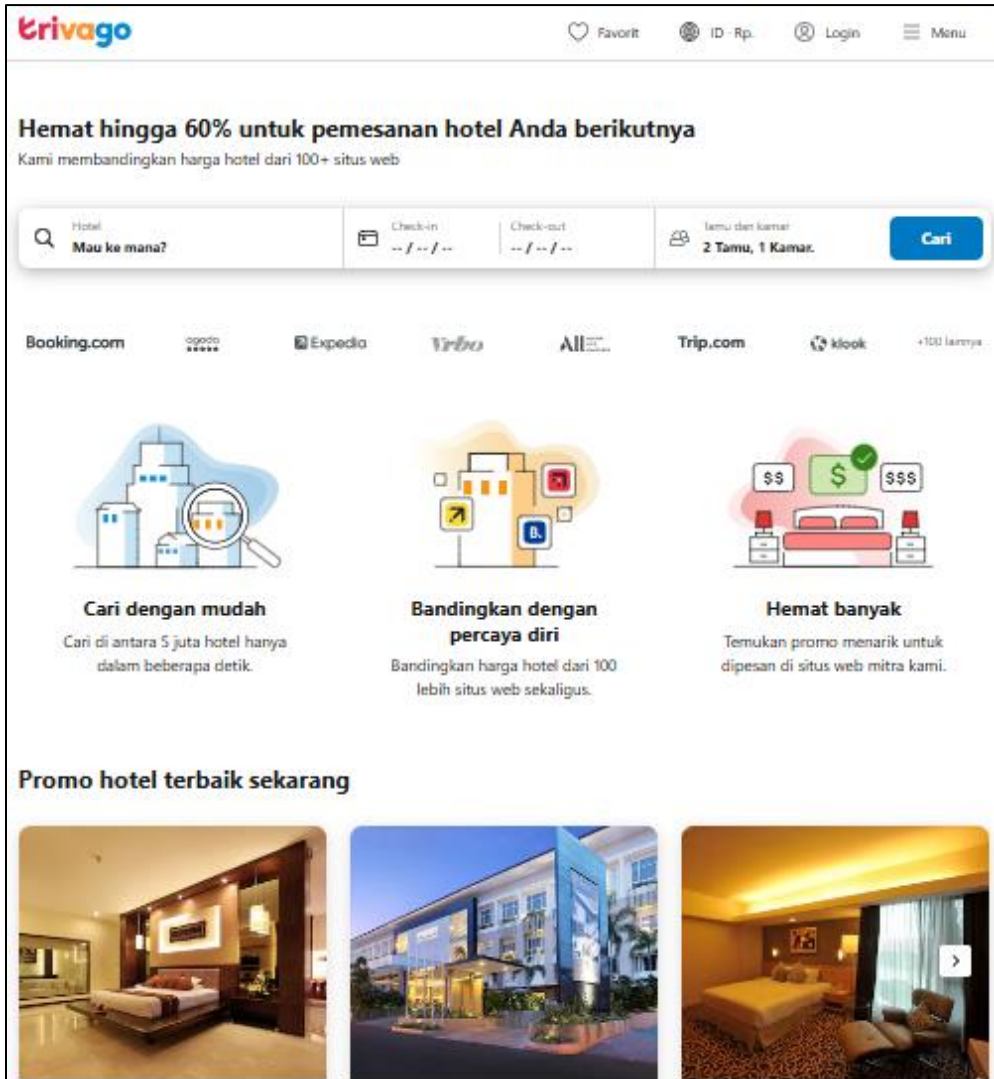 trivago
Favorit
ID - Rp.
Login
Menu
Hemat hingga 60% untuk pemesanan hotel Anda berikutnya
Kami membandingkan harga hotel dari 100+ situs web
Hotel
Mau ke mana?
Check-in
-- / -- / --
Check-out
-- / -- / --
Tamu dan kamar
2 Tamu, 1 Kamar.
Cari
Booking.com
agoda
Expedia
Vrbo
All
Trip.com
klook
+100 lainnya
$$
$
$$$
B.
Cari dengan mudah
Cari di antara 5 juta hotel hanya
dalam beberapa detik.
Bandingkan dengan
percaya diri
Bandingkan harga hotel dari 100
lebih situs web sekaligus.
Hemat banyak
Temukan promo menarik untuk
dipesan di situs web mitra kami.
Promo hotel terbaik sekarang